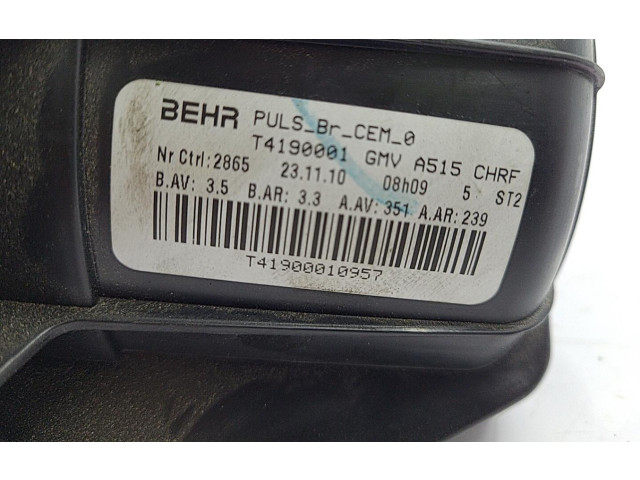 BEHR PULS_Br_CEM_0
T4190001 GMV A515 CHRF
Nr Ctrl:2865 23.11.10 08h09 5 ST2
B.AV: 3.5 B.AR: 3.3 A.AV: 351 A.AR: 239
T41900010957